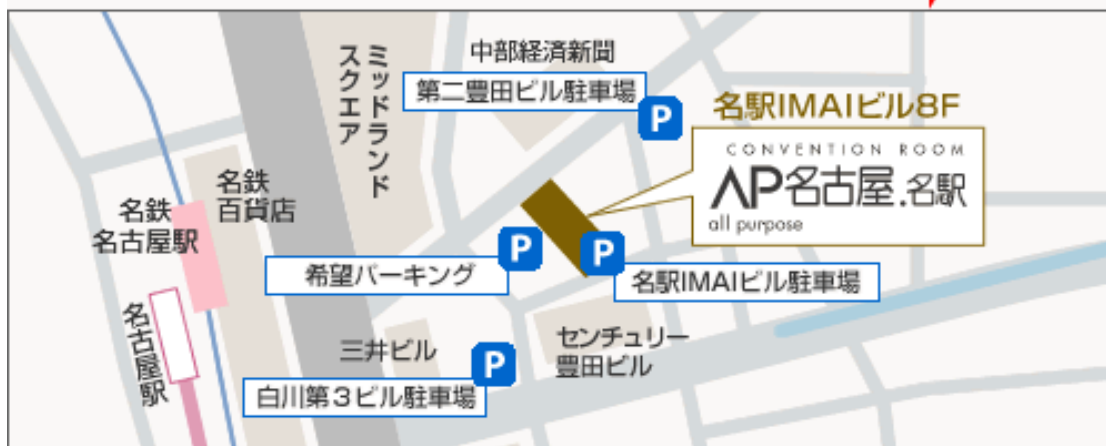 中部経済新聞
第二豊田ビル駐車場
P
ミッドランド
スクエア
名駅IMAIビル8F
CONVENTION ROOM
AP名古屋.名駅
all purpose
名鉄
百貨店
名鉄
名古屋駅
P
希望パーキング
P
名駅IMAIビル駐車場
名古屋駅
三井ビル
P
白川第3ビル駐車場
センチュリー
豊田ビル